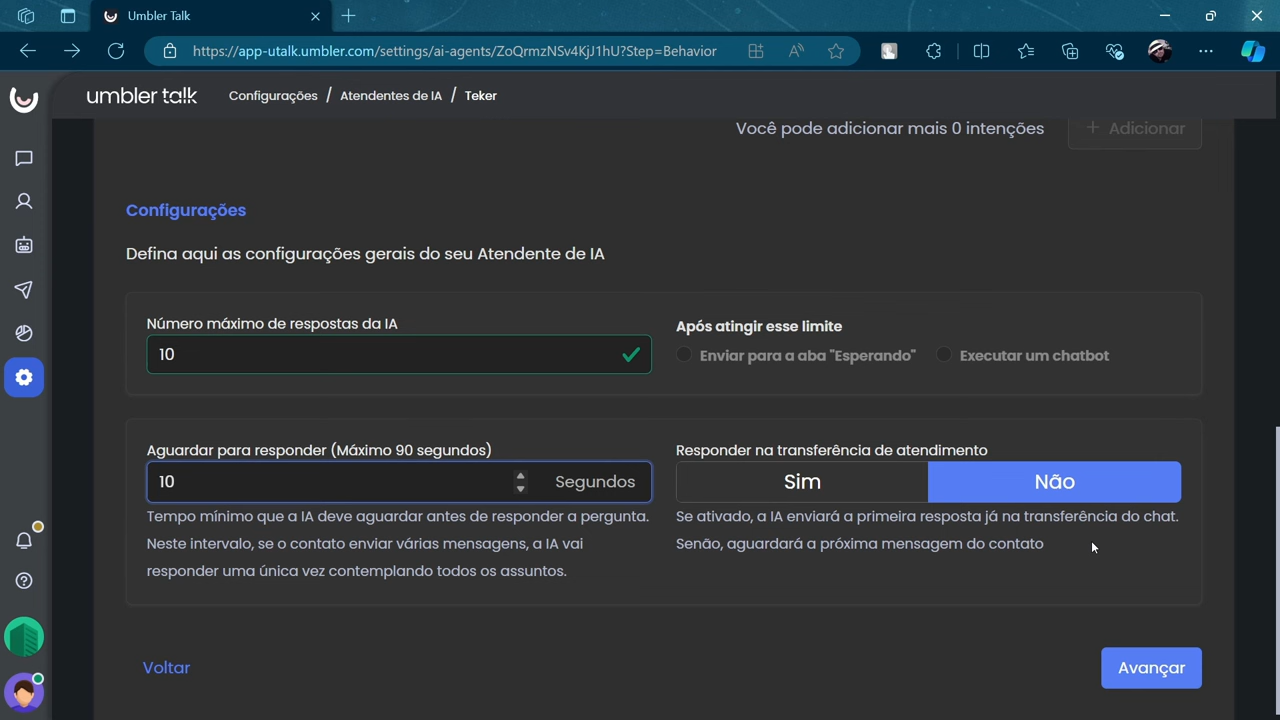 Umbler Talk
https://app-utalk.umbler.com/settings/ai-agents/ZoQrmzNSv4KjJ1hU?Step=Behavior
umbler talk
Configurações / Atendentes de IA / Teker
Você pode adicionar mais 0 intenções
+ Adicionar
Configurações
Defina aqui as configurações gerais do seu Atendente de IA
Número máximo de respostas da IA
10
Após atingir esse limite
Enviar para a aba "Esperando"
Executar um chatbot
Aguardar para responder (Máximo 90 segundos)
10
Segundos
Tempo mínimo que a IA deve aguardar antes de responder a pergunta.
Neste intervalo, se o contato enviar várias mensagens, a IA vai
responder uma única vez contemplando todos os assuntos.
Responder na transferência de atendimento
Sim
Não
Se ativado, a IA enviará a primeira resposta já na transferência do chat.
Senão, aguardará a próxima mensagem do contato
Voltar
Avançar